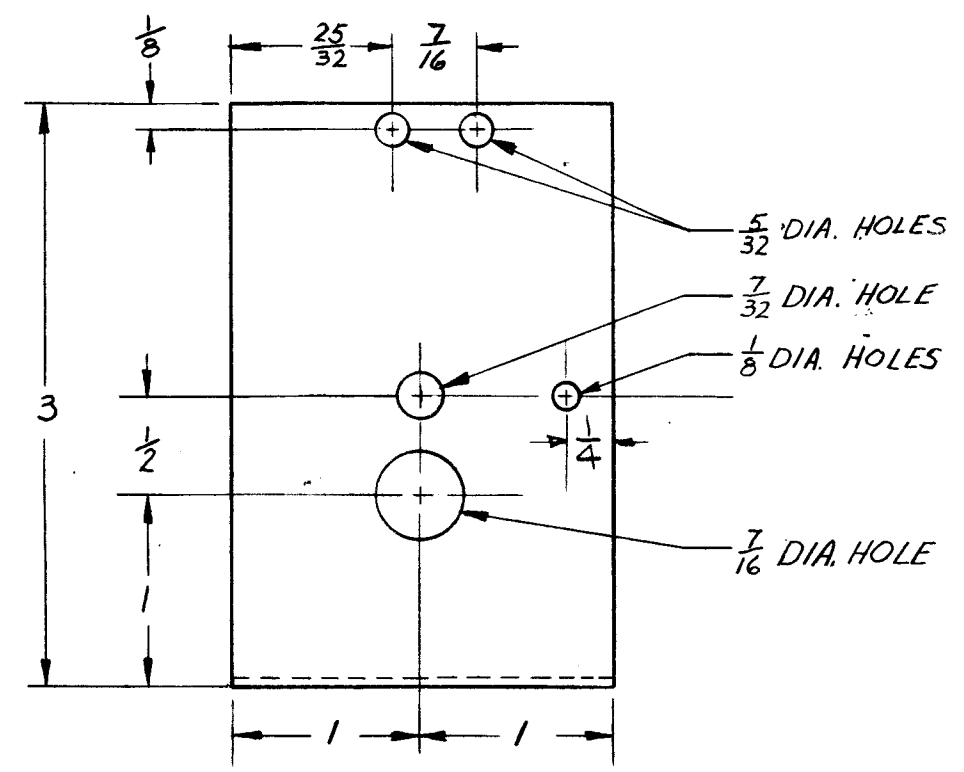 1/8
25/32
7/16
5/32 DIA. HOLES
7/32 DIA. HOLE
1/8 DIA. HOLES
3
1/2
1/4
7/16 DIA. HOLE
1
1
1